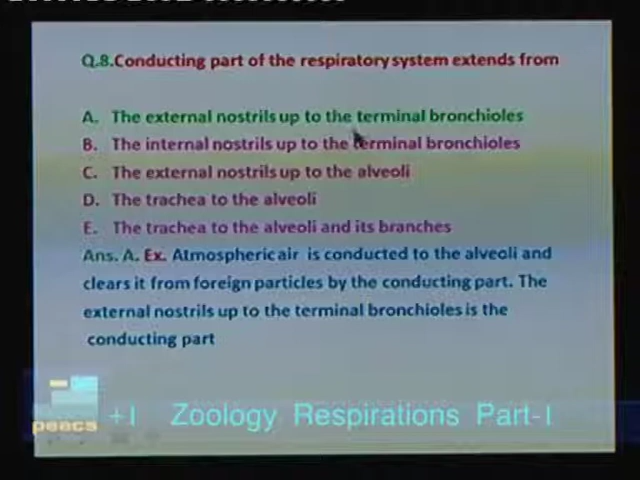 Q.8.Conducting part of the respiratory system extends from
A. The external nostrils up to the terminal bronchioles
B. The internal nostrils up to the terminal bronchioles
C. The external nostrils up to the alveoli
D. The trachea to the alveoli
E. The trachea to the alveoli and its branches
Ans. A. Ex. Atmospheric air is conducted to the alveoli and
clears it from foreign particles by the conducting part. The
external nostrils up to the terminal bronchioles is the
conducting part
peecs
+1 Zoology Respirations Part-1